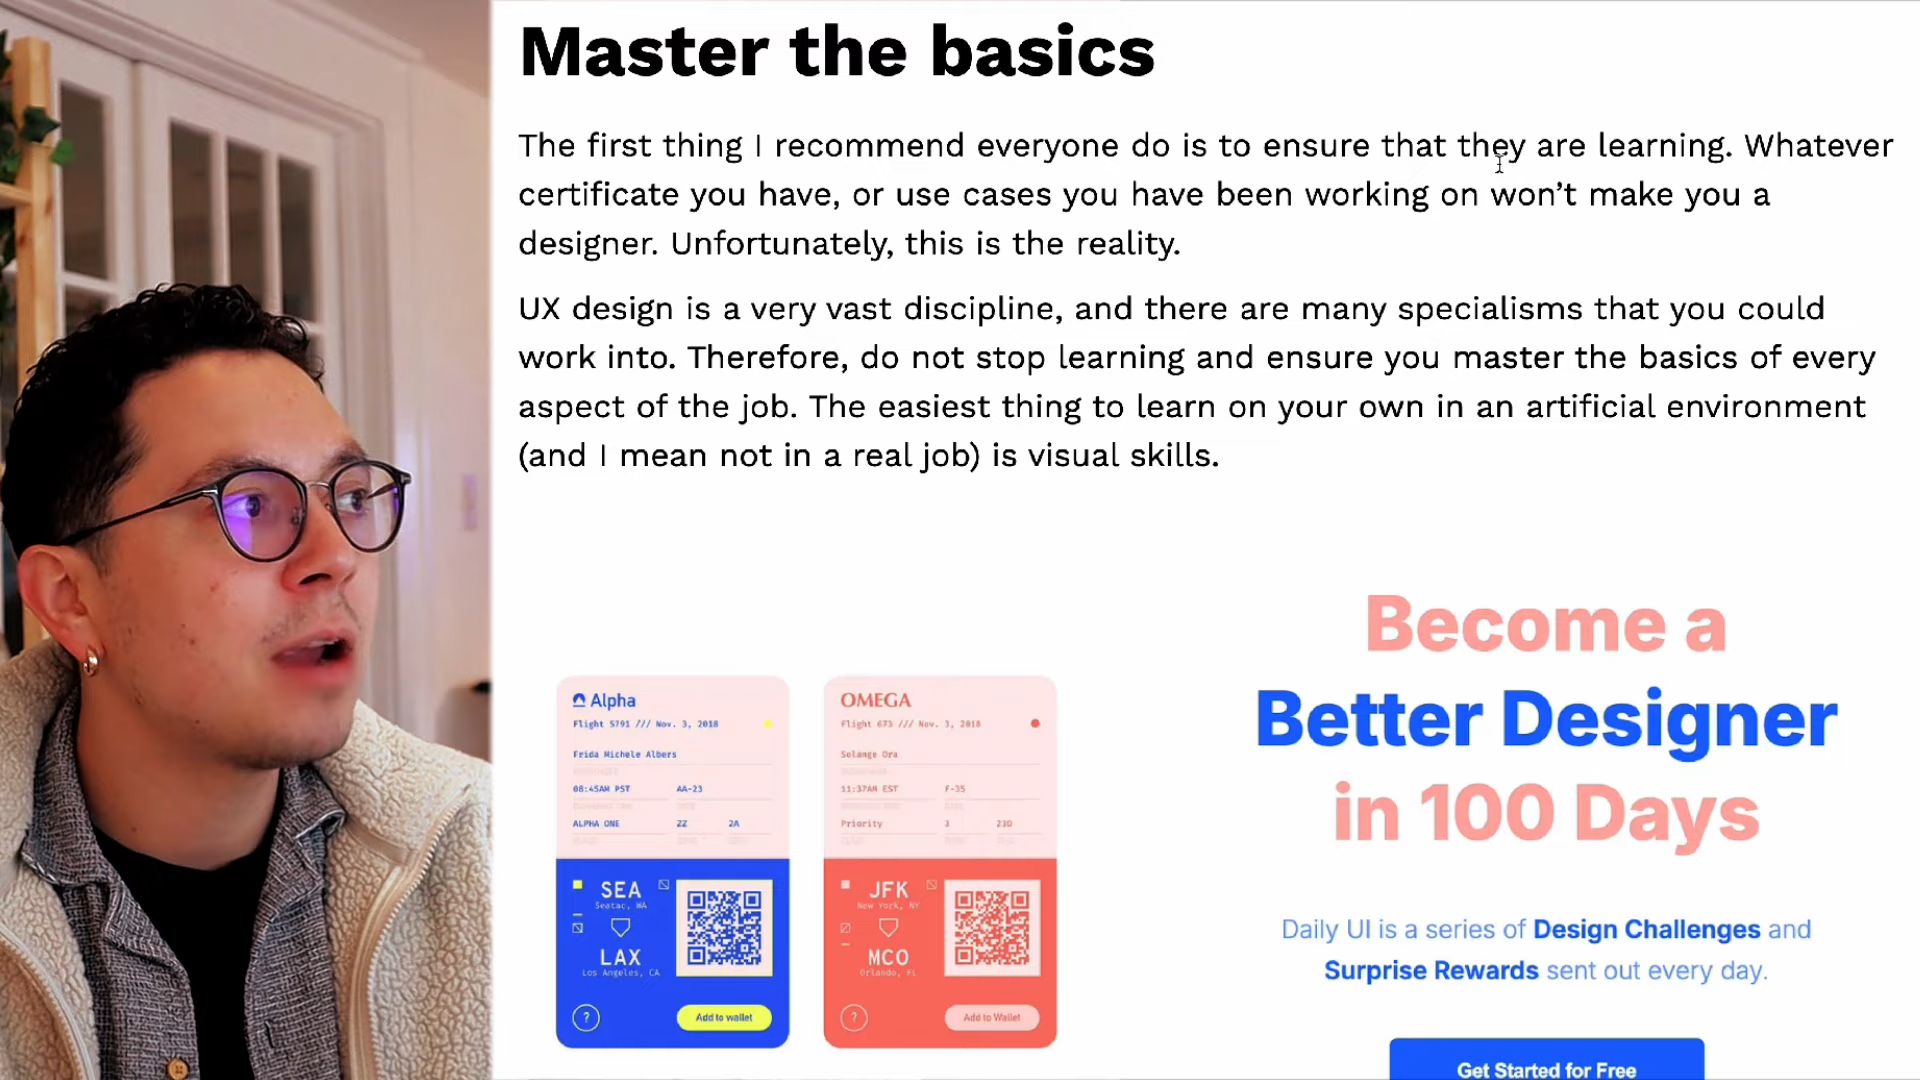 Master the basics
The first thing I recommend everyone do is to ensure that they are learning. Whatever
certificate you have, or use cases you have been working on won’t make you a
designer. Unfortunately, this is the reality.
UX design is a very vast discipline, and there are many specialisms that you could
work into. Therefore, do not stop learning and ensure you master the basics of every
aspect of the job. The easiest thing to learn on your own in an artificial environment
(and I mean not in a real job) is visual skills.
Alpha
Flight 5791 /// Nov. 3, 2018
Frida Michele Albers
08:45AM PST AA-23
ALPHA ONE 2Z 2A
SEA
Seatac, WA
LAX
Los Angeles, CA
?
Add to wallet
OMEGA
Flight 673 /// Nov. 3, 2018
Solange Ora
11:37AM EST F-35
Priority 3 23D
JFK
New York, NY
MCO
Orlando, FL
?
Add to Wallet
Become a
Better Designer
in 100 Days
Daily UI is a series of Design Challenges and
Surprise Rewards sent out every day.
Get Started for Free